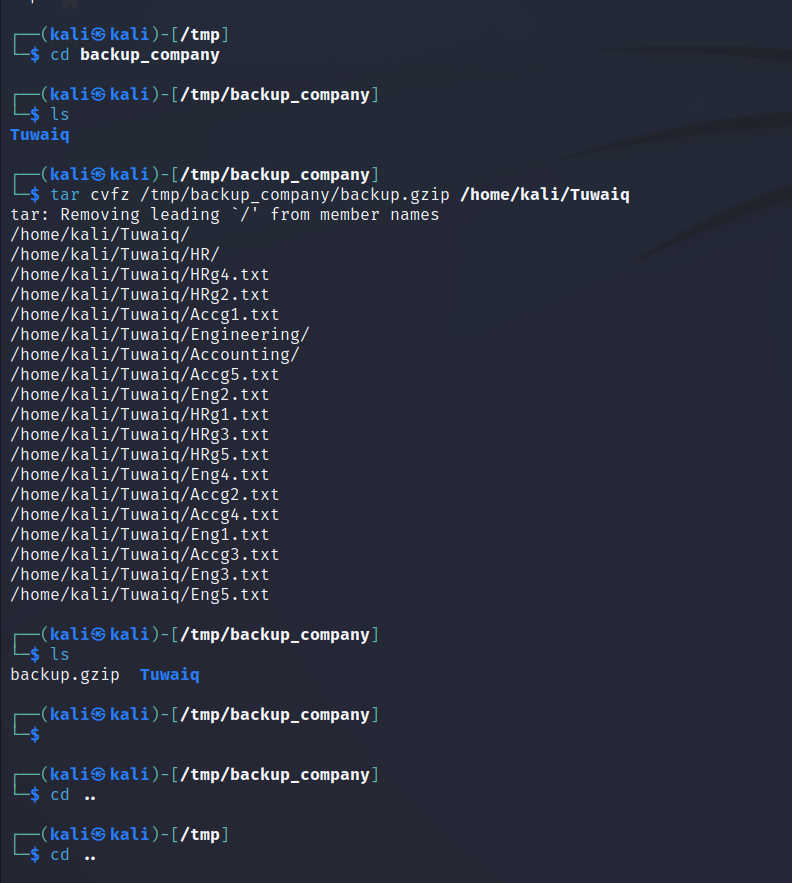 ┌──(kali㉿kali)-[/tmp]
└─$ cd backup_company
┌──(kali㉿kali)-[/tmp/backup_company]
└─$ ls
Tuwaiq
┌──(kali㉿kali)-[/tmp/backup_company]
└─$ tar cvfz /tmp/backup_company/backup.gzip /home/kali/Tuwaiq
tar: Removing leading `/' from member names
/home/kali/Tuwaiq/
/home/kali/Tuwaiq/HR/
/home/kali/Tuwaiq/HRg4.txt
/home/kali/Tuwaiq/HRg2.txt
/home/kali/Tuwaiq/Accg1.txt
/home/kali/Tuwaiq/Engineering/
/home/kali/Tuwaiq/Accounting/
/home/kali/Tuwaiq/Accg5.txt
/home/kali/Tuwaiq/Eng2.txt
/home/kali/Tuwaiq/HRg1.txt
/home/kali/Tuwaiq/HRg3.txt
/home/kali/Tuwaiq/HRg5.txt
/home/kali/Tuwaiq/Eng4.txt
/home/kali/Tuwaiq/Accg2.txt
/home/kali/Tuwaiq/Accg4.txt
/home/kali/Tuwaiq/Eng1.txt
/home/kali/Tuwaiq/Accg3.txt
/home/kali/Tuwaiq/Eng3.txt
/home/kali/Tuwaiq/Eng5.txt
┌──(kali㉿kali)-[/tmp/backup_company]
└─$ ls
backup.gzip  Tuwaiq
┌──(kali㉿kali)-[/tmp/backup_company]
└─$
┌──(kali㉿kali)-[/tmp/backup_company]
└─$ cd ..
┌──(kali㉿kali)-[/tmp]
└─$ cd ..